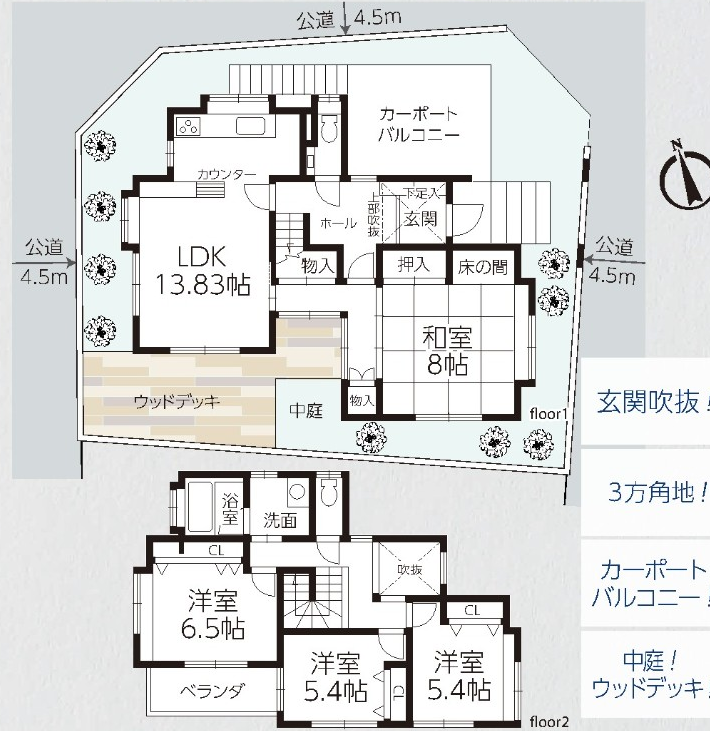 公道 4.5m
N
カーポート
バルコニー
カウンター
下足入
上部吹抜
ホール
玄関
公道
4.5m
LDK
13.83帖
物入
押入
床の間
公道
4.5m
和室
8帖
ウッドデッキ
中庭
物入
floor1
玄関吹抜!
3方角地!
カーポート
バルコニー!
中庭!
ウッドデッキ!
浴室
洗面
CL
吹抜
洋室
6.5帖
CL
洋室
5.4帖
CL
洋室
5.4帖
ベランダ
floor2